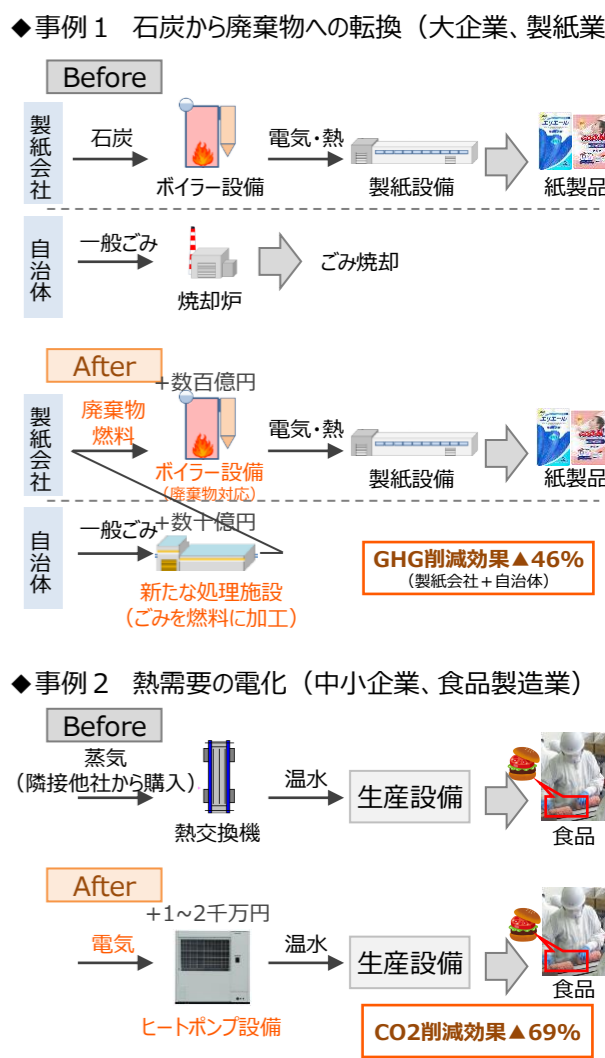 ◆事例１ 石炭から廃棄物への転換（大企業、製紙業
Before
製紙会社
石炭
ボイラー設備
電気・熱
製紙設備
紙製品
自治体
一般ごみ
焼却炉
ごみ焼却
After
+数百億円
製紙会社
廃棄物
燃料
ボイラー設備
（廃棄物対応）
電気・熱
製紙設備
紙製品
自治体
一般ごみ
+数十億円
新たな処理施設
（ごみを燃料に加工）
GHG削減効果▲46%
（製紙会社＋自治体）
◆事例２ 熱需要の電化（中小企業、食品製造業）
Before
蒸気
（隣接他社から購入）
熱交換機
温水
生産設備
食品
After
+1~2千万円
電気
ヒートポンプ設備
温水
生産設備
食品
CO2削減効果▲69%